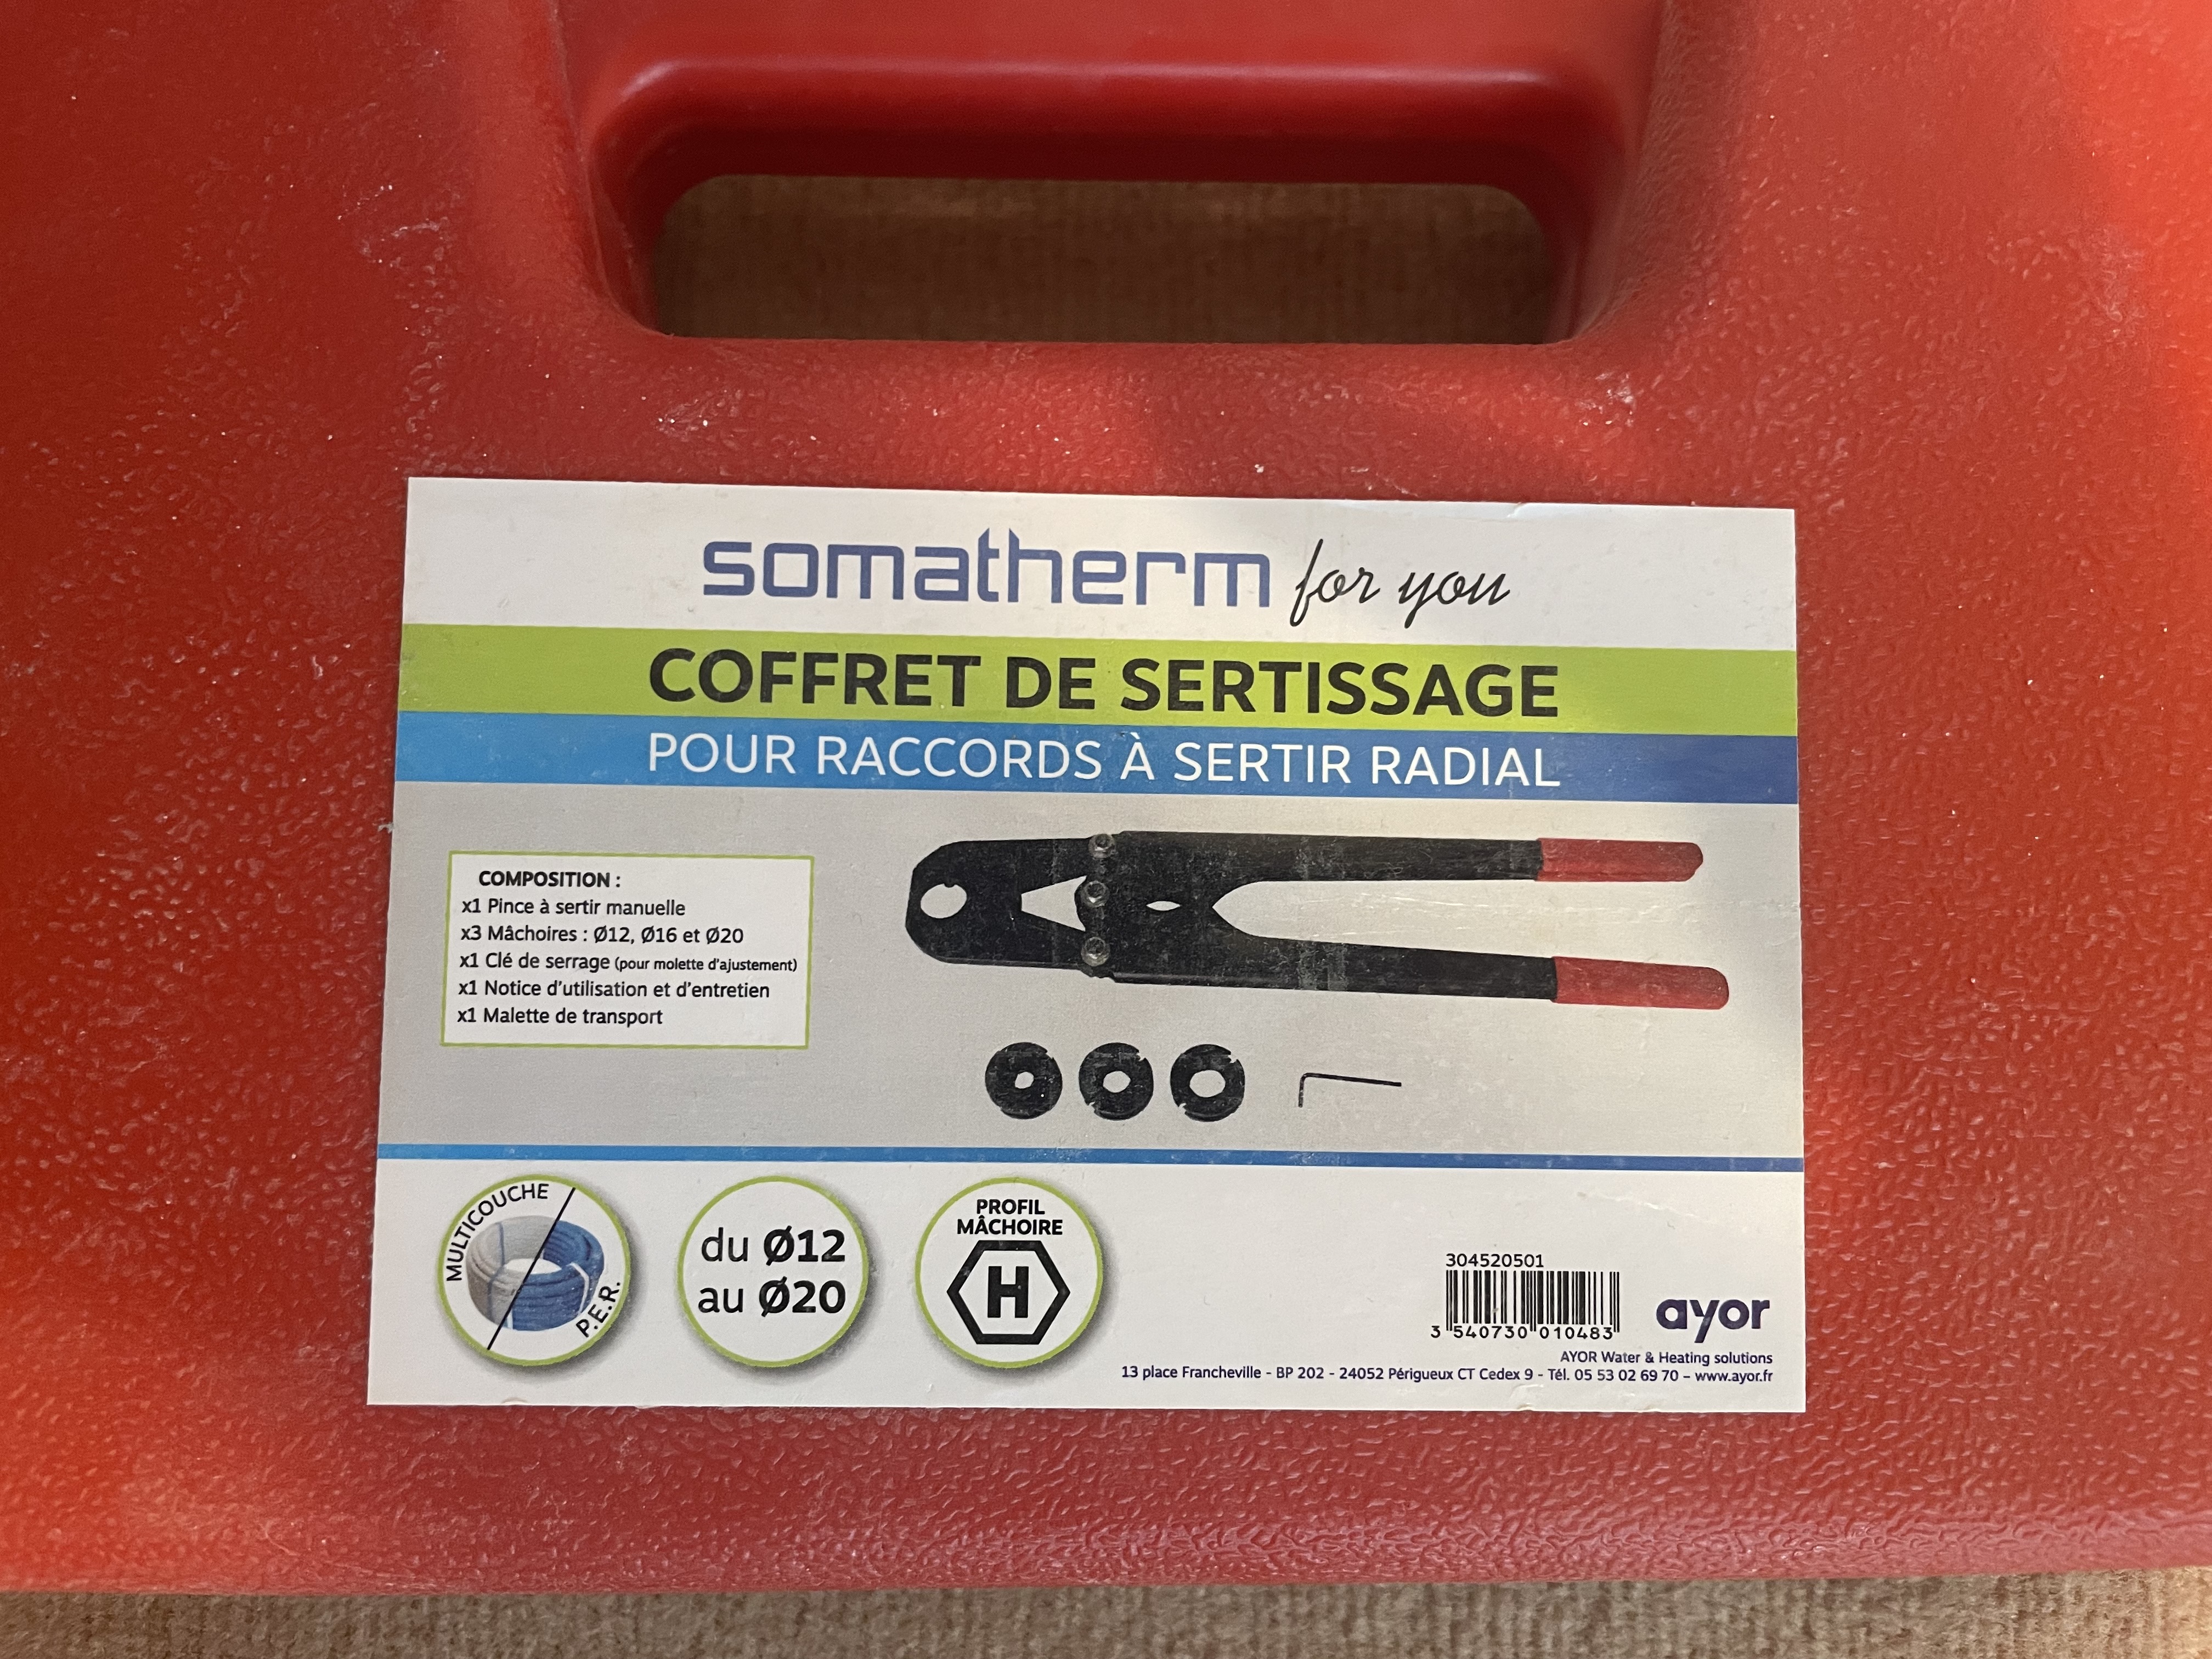 somatherm for you
COFFRET DE SERTISSAGE
POUR RACCORDS À SERTIR RADIAL
COMPOSITION :
x1 Pince à sertir manuelle
x3 Mâchoires : Ø12, Ø16 et Ø20
x1 Clé de serrage (pour molette d'ajustement)
x1 Notice d'utilisation et d'entretien
x1 Malette de transport
MULTICOUCHE
P.E.R.
du Ø12
au Ø20
PROFIL
MÂCHOIRE
H
304520501
3 540730 010483
ayor
AYOR Water & Heating solutions
13 place Francheville - BP 202 - 24052 Périgueux CT Cedex 9 - Tél. 05 53 02 69 70 – www.ayor.fr